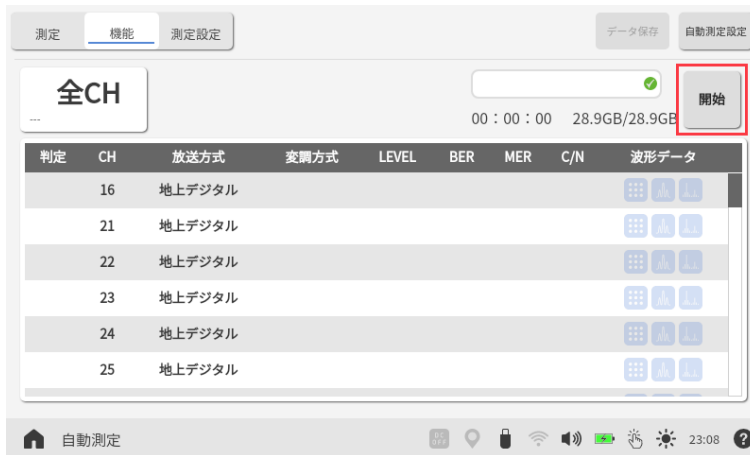 測定 機能 測定設定 データ保存 自動測定設定
全CH
---
開始
00：00：00 28.9GB/28.9GB
判定 CH 放送方式 変調方式 LEVEL BER MER C/N 波形データ
16 地上デジタル
21 地上デジタル
22 地上デジタル
23 地上デジタル
24 地上デジタル
25 地上デジタル
自動測定 DC OFF 23:08 ?